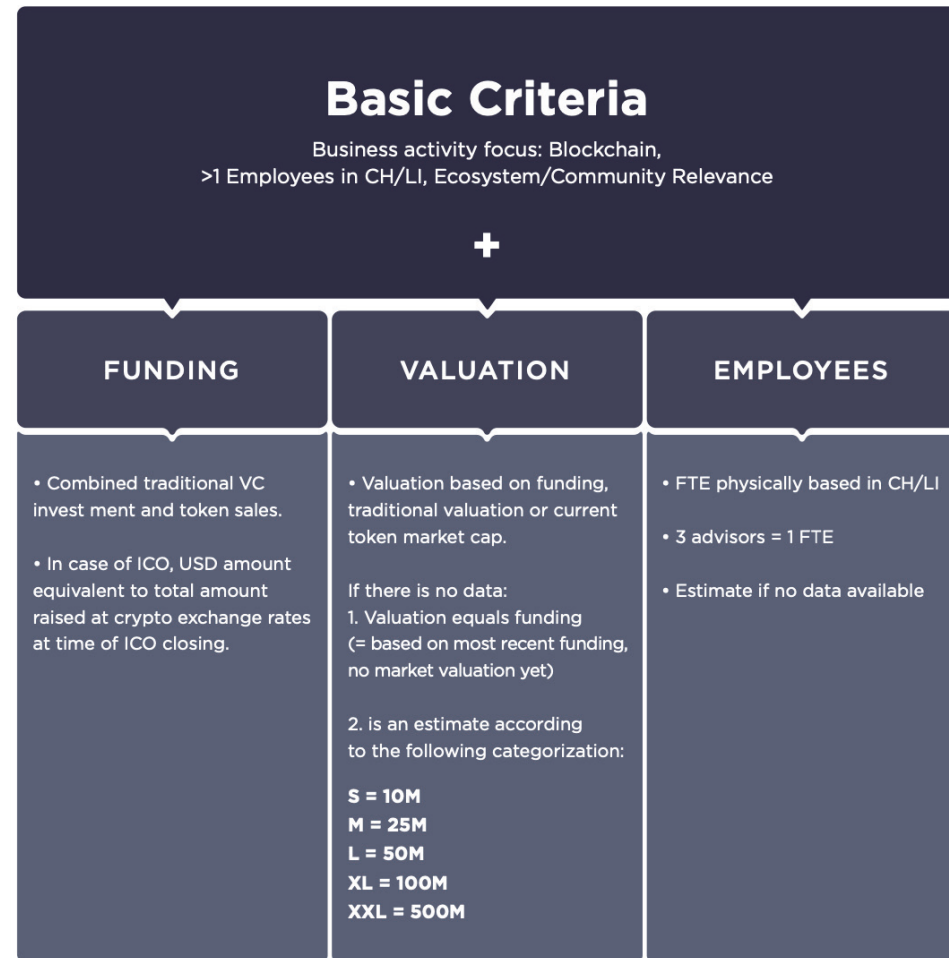 Basic Criteria
Business activity focus: Blockchain,
>1 Employees in CH/LI, Ecosystem/Community Relevance
+
FUNDING
• Combined traditional VC
invest ment and token sales.
• In case of ICO, USD amount
equivalent to total amount
raised at crypto exchange rates
at time of ICO closing.
VALUATION
• Valuation based on funding,
traditional valuation or current
token market cap.
If there is no data:
1. Valuation equals funding
(= based on most recent funding,
no market valuation yet)
2. is an estimate according
to the following categorization:
S = 10M
M = 25M
L = 50M
XL = 100M
XXL = 500M
EMPLOYEES
• FTE physically based in CH/LI
• 3 advisors = 1 FTE
• Estimate if no data available